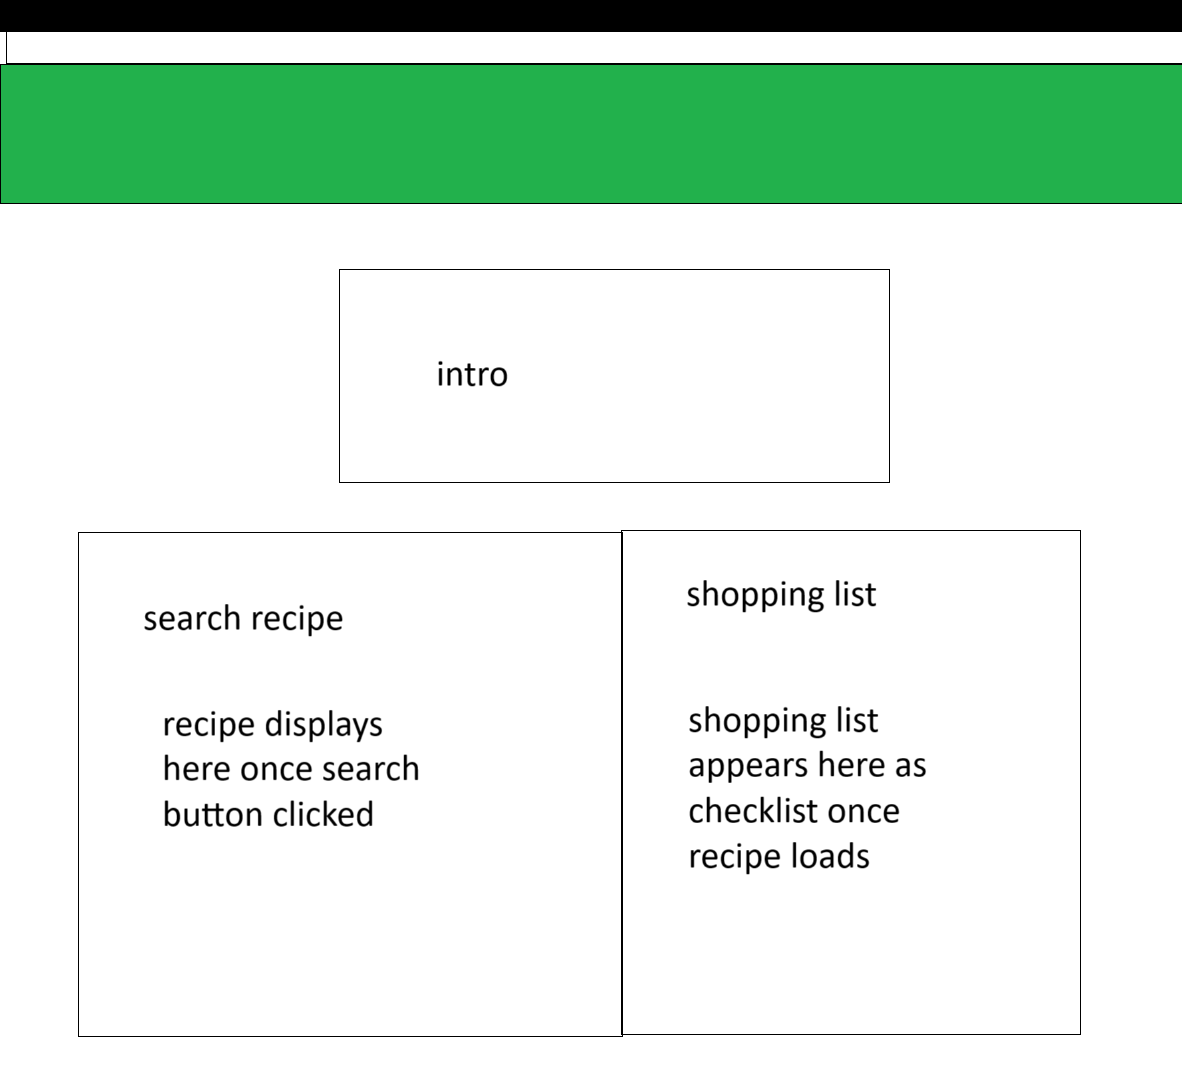 intro
search recipe
recipe displays
here once search
button clicked
shopping list
shopping list
appears here as
checklist once
recipe loads